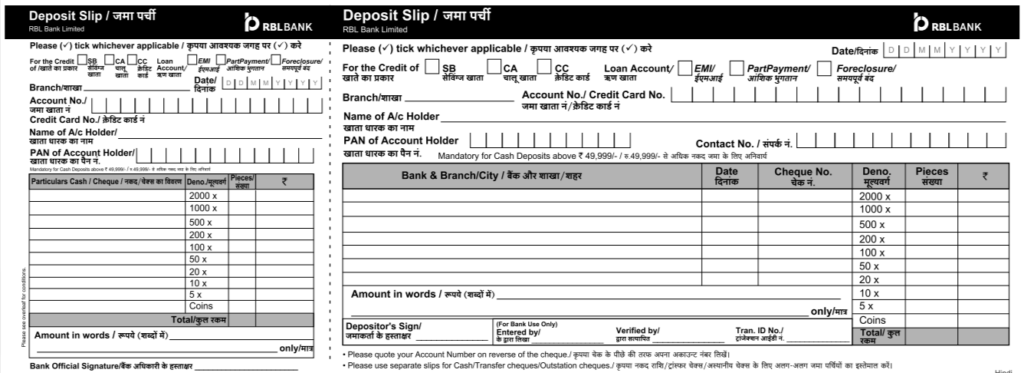 Deposit Slip / जमा पर्ची
RBL Bank Limited
RBLBANK
Please (✓) tick whichever applicable / कृपया आवश्यक जगह पर (✓) करे
For the Credit SB CA CC Loan EMI/ PartPayment/ Foreclosure/
of /खाते का प्रकार सेविंग्ज चालू क्रेडिट Account/ ईएमआई आंशिक भुगतान समयपूर्व बंद
खाता खाता कार्ड ऋण खाता
Branch/शाखा Date/ D D M M Y Y Y Y
दिनांक
Account No./
जमा खाता नं
Credit Card No./ क्रेडिट कार्ड नं
Name of A/c Holder/
खाता धारक का नाम
PAN of Account Holder/
खाता धारक का पैन नं.
Mandatory for Cash Deposits above ₹ 49,999/- / रु.49,999/- से अधिक नकद जमा के लिए अनिवार्य
Particulars Cash / Cheque / नकद /चेक्स का विवरण Deno./मूल्यवर्ग Pieces/ ₹
संख्या
2000 x
1000 x
500 x
200 x
100 x
50 x
20 x
10 x
5 x
Coins
Total/कुल रकम
Amount in words / रूपये (शब्दों में)
only/मात्र
Bank Official Signature/बैंक अधिकारी के हस्ताक्षर
Please see overleaf for conditions.
Deposit Slip / जमा पर्ची
RBL Bank Limited
RBLBANK
Please (✓) tick whichever applicable / कृपया आवश्यक जगह पर (✓) करे
Date/दिनांक D D M M Y Y Y Y
For the Credit of SB CA CC Loan Account/ EMI/ PartPayment/ Foreclosure/
खाते का प्रकार सेविंग्ज खाता चालू खाता क्रेडिट कार्ड ऋण खाता ईएमआई आंशिक भुगतान समयपूर्व बंद
Branch/शाखा Account No./ Credit Card No.
जमा खाता नं/क्रेडिट कार्ड नं.
Name of A/c Holder
खाता धारक का नाम
PAN of Account Holder Contact No. / संपर्क नं.
खाता धारक का पैन नं. Mandatory for Cash Deposits above ₹ 49,999/- / रु.49,999/- से अधिक नकद जमा के लिए अनिवार्य
Bank & Branch/City / बैंक और शाखा/शहर Date Cheque No. Deno. Pieces ₹
दिनांक चेक नं. मूल्यवर्ग संख्या
2000 x
1000 x
500 x
200 x
100 x
50 x
20 x
10 x
5 x
Coins
Total/ कुल
रकम
Amount in words / रूपये (शब्दों में)
only/मात्र
Depositor's Sign/ (For Bank Use Only)
जमाकर्ता के हस्ताक्षर Entered by/ Verified by/ Tran. ID No./
के द्वारा लिखा द्वारा सत्यापित ट्रांजेक्शन आईडी नं.
• Please quote your Account Number on reverse of the cheque./ कृपया चेक के पीछे की तरफ अपना अकाउन्ट नंबर लिखें।
• Please use separate slips for Cash/Transfer cheques/Outstation cheques./ कृपया नकद राशि/ट्रांस्फर चेक्स/अस्थानीय चेक्स के लिए अलग-अलग जमा पर्चियों का इस्तेमाल करें।